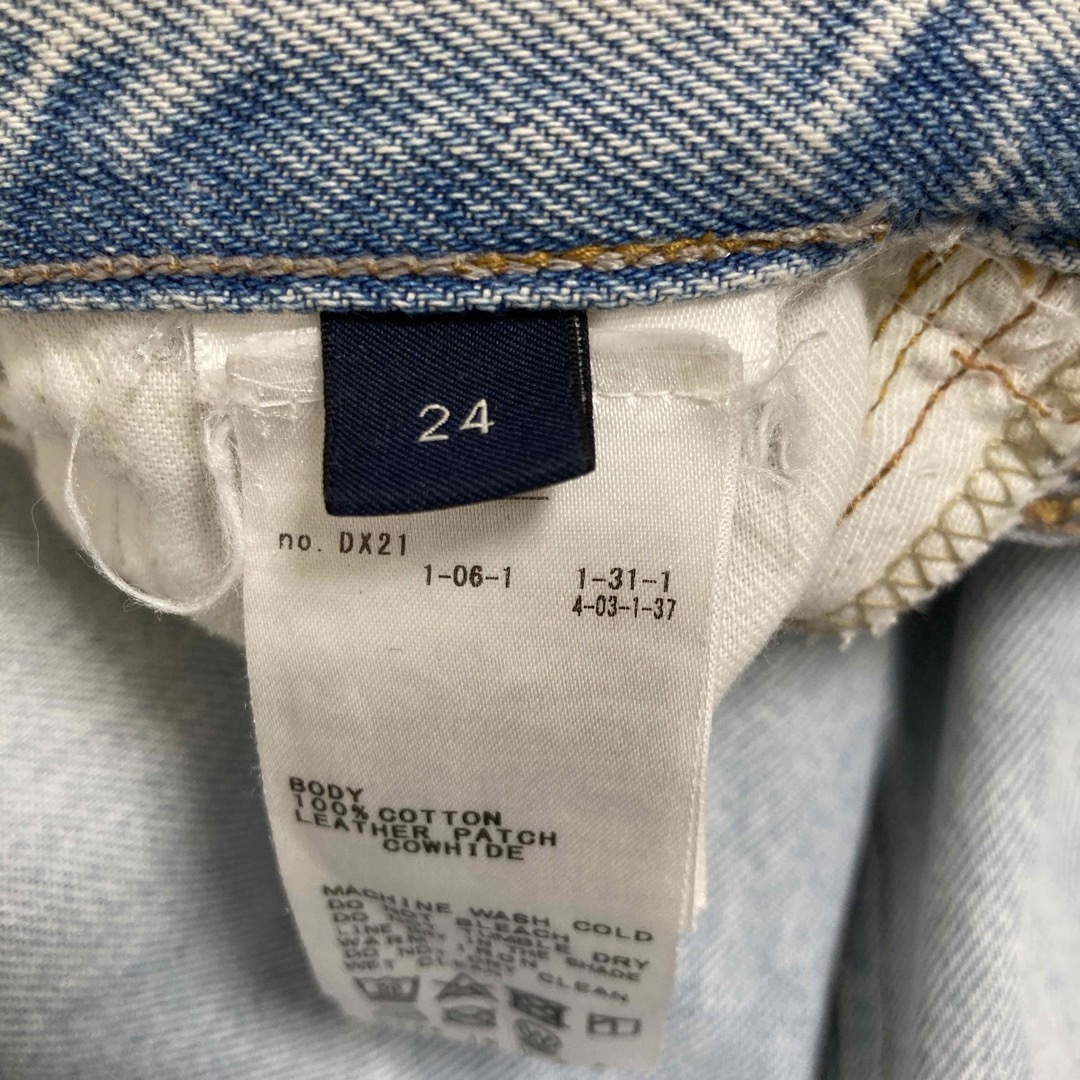 24
no. DX21
1-06-1 1-31-1
4-03-1-37
BODY
100% COTTON
LEATHER PATCH
COWHIDE
MACHINE WASH COLD
DO NOT BLEACH
DO NOT TUMBLE DRY
LINE DRY IN THE SHADE
WARM IRON
DO NOT DRY CLEAN
WET CLEAN